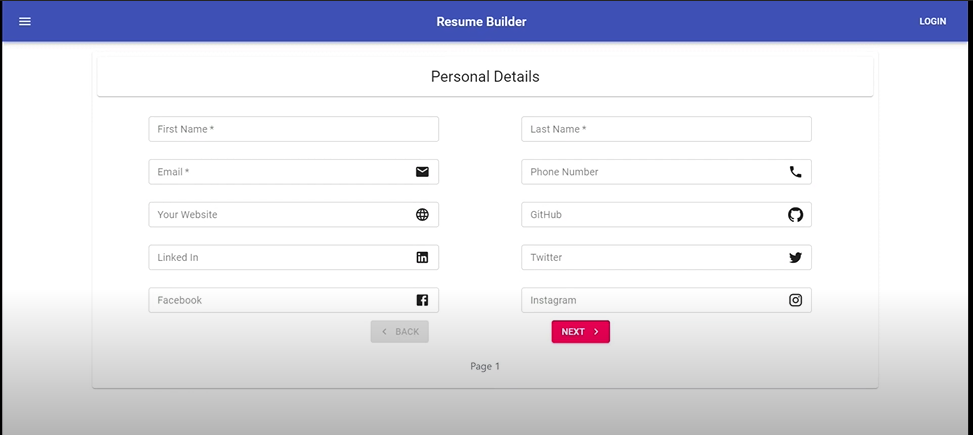 Resume Builder LOGIN
Personal Details
First Name * Last Name *
Email * Phone Number
Your Website GitHub
Linked In Twitter
Facebook Instagram
BACK NEXT
Page 1